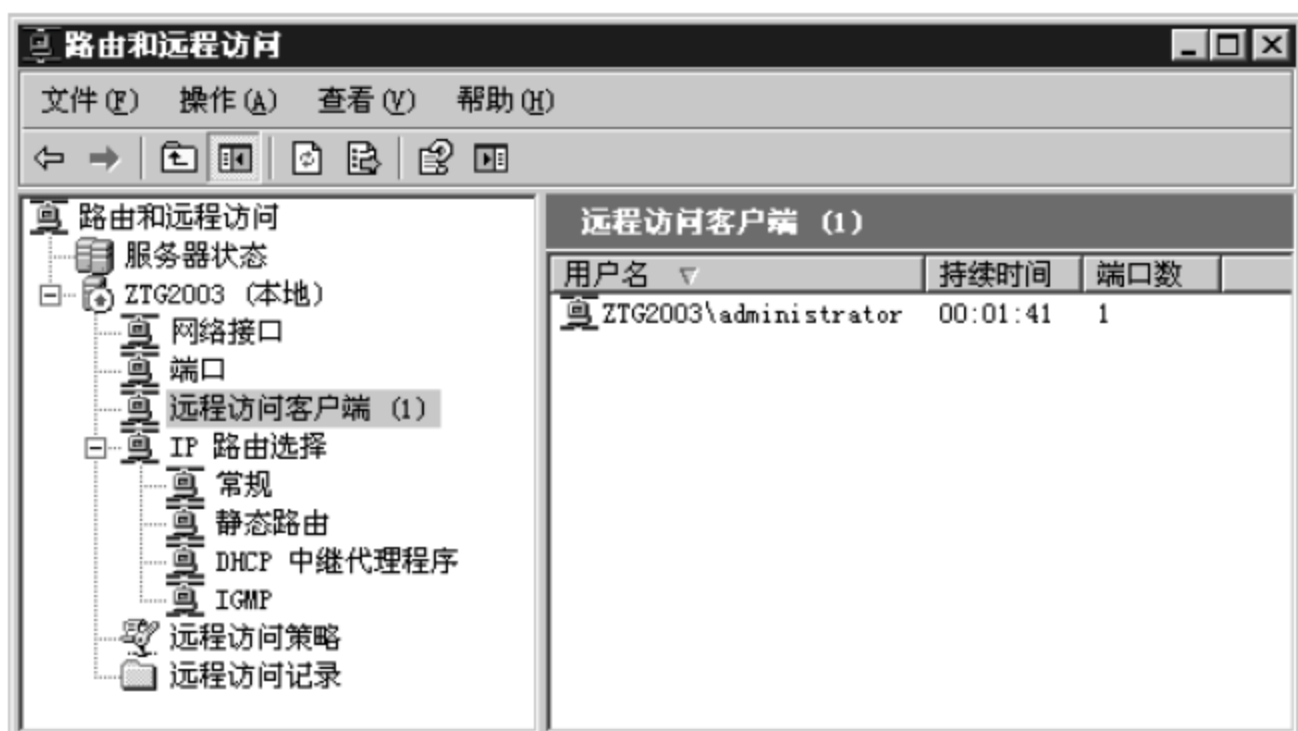 路由和远程访问
文件(F) 操作(A) 查看(V) 帮助(H)
路由和远程访问
服务器状态
ZTG2003 (本地)
网络接口
端口
远程访问客户端 (1)
IP 路由选择
常规
静态路由
DHCP 中继代理程序
IGMP
远程访问策略
远程访问记录
远程访问客户端 (1)
用户名 持续时间 端口数
ZTG2003\administrator 00:01:41 1